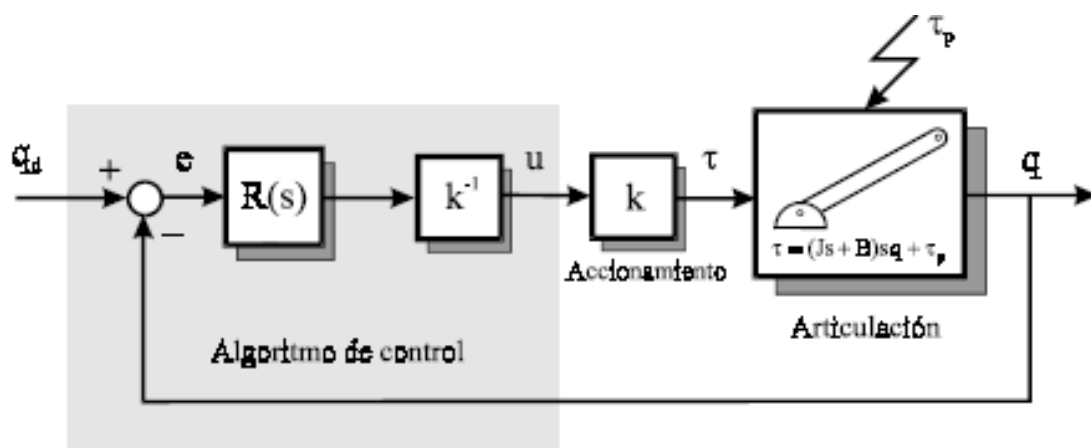 τp
qd
+
e
R(s)
k-1
u
k
τ
q
−
τ = (Js + B)sq + τp
Accionamiento
Articulación
Algoritmo de control